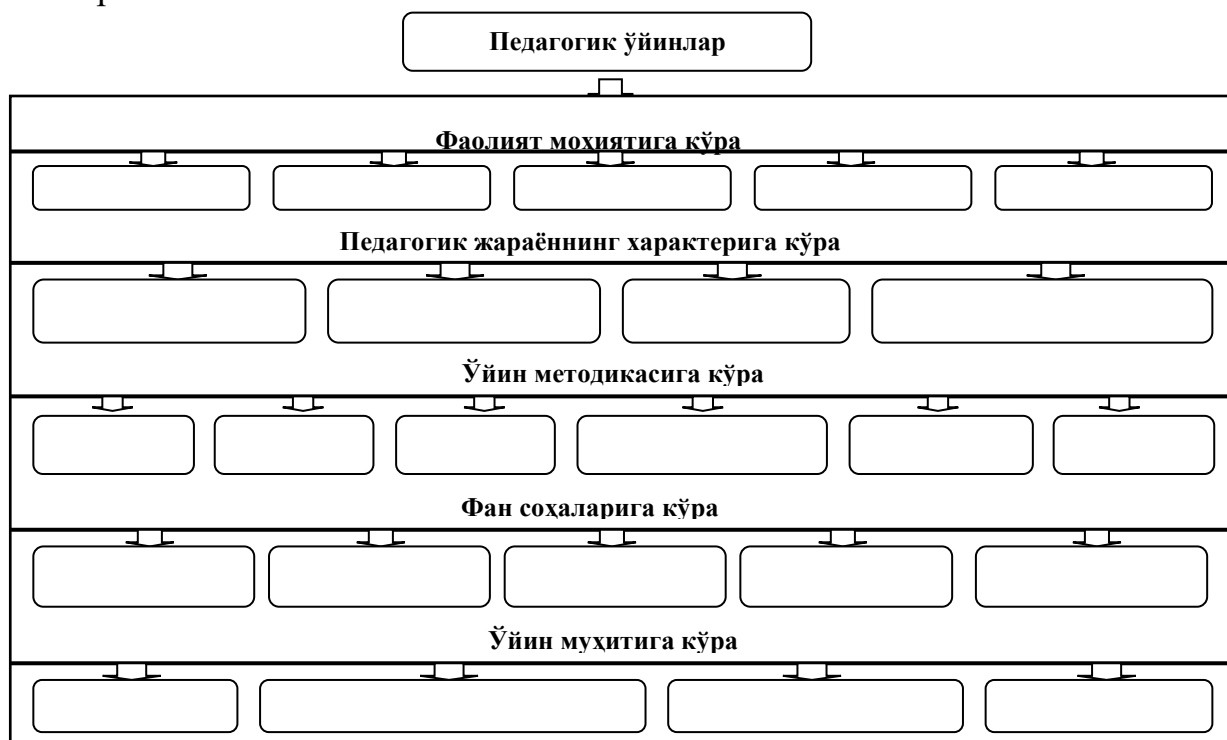 Педагогик ўйинлар
Фаолият моҳиятига кўра
Педагогик жараённинг характерига кўра
Ўйин методикасига кўра
Фан соҳаларига кўра
Ўйин муҳитига кўра